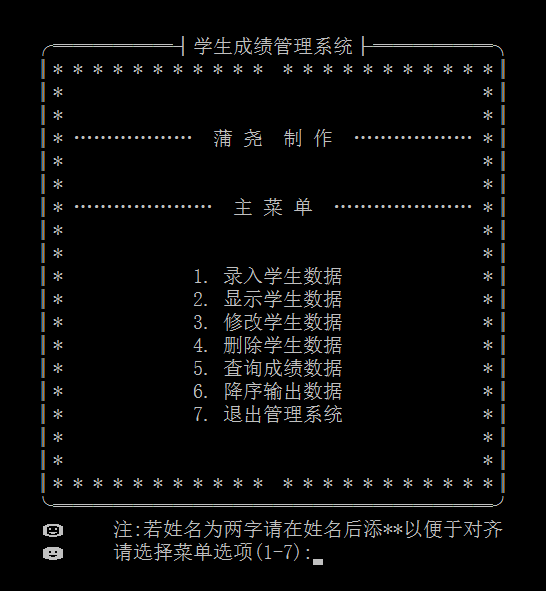 学生成绩管理系统
* * * * * * * * * * * * * * * * * * * * * *
* *
* *
* ……………… 蒲尧 制作 ……………… *
* *
* *
* ………………… 主菜单 ………………… *
* *
* *
* 1. 录入学生数据 *
* 2. 显示学生数据 *
* 3. 修改学生数据 *
* 4. 删除学生数据 *
* 5. 查询成绩数据 *
* 6. 降序输出数据 *
* 7. 退出管理系统 *
* *
* *
* * * * * * * * * * * * * * * * * * * * * *
注:若姓名为两字请在姓名后添**以便于对齐
请选择菜单选项(1-7):